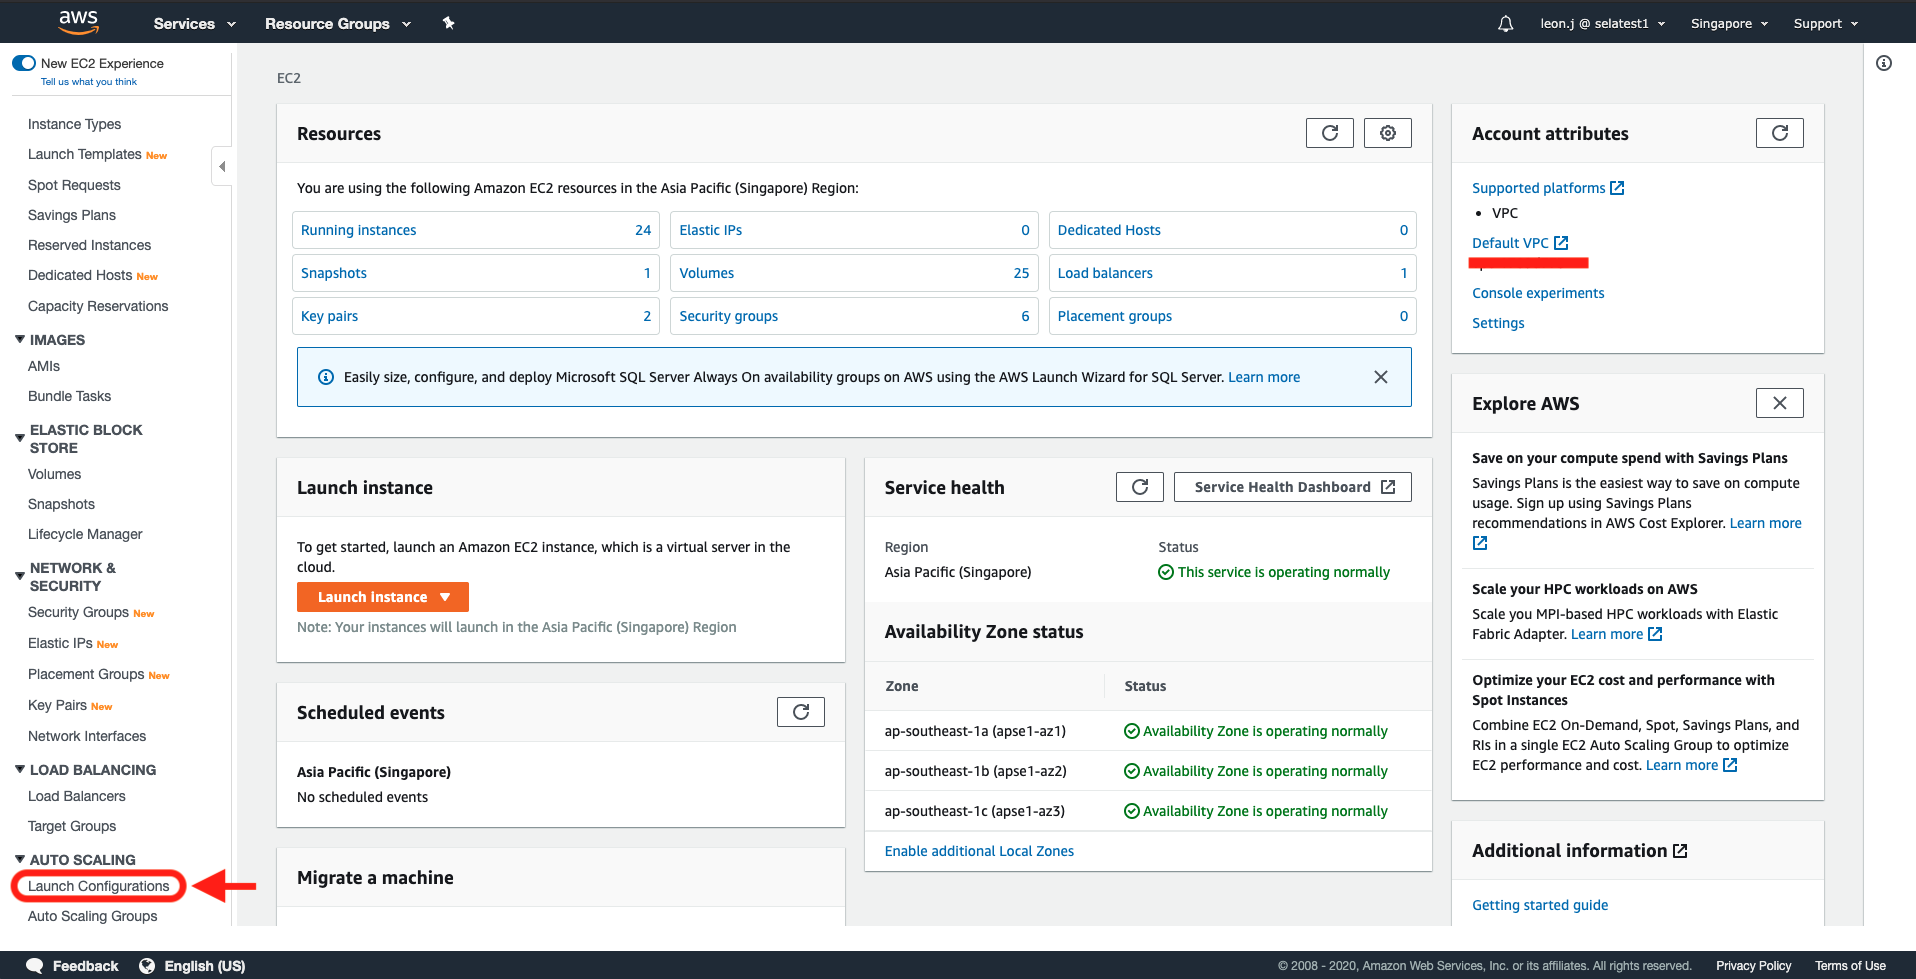 aws Services Resource Groups leon.j @ selatest1 Singapore Support
New EC2 Experience
Tell us what you think
Instance Types
Launch Templates New
Spot Requests
Savings Plans
Reserved Instances
Dedicated Hosts New
Capacity Reservations
IMAGES
AMIs
Bundle Tasks
ELASTIC BLOCK
STORE
Volumes
Snapshots
Lifecycle Manager
NETWORK &
SECURITY
Security Groups New
Elastic IPs New
Placement Groups New
Key Pairs New
Network Interfaces
LOAD BALANCING
Load Balancers
Target Groups
AUTO SCALING
Launch Configurations
Auto Scaling Groups
EC2
Resources
You are using the following Amazon EC2 resources in the Asia Pacific (Singapore) Region:
Running instances 24 Elastic IPs 0 Dedicated Hosts 0
Snapshots 1 Volumes 25 Load balancers 1
Key pairs 2 Security groups 6 Placement groups 0
Easily size, configure, and deploy Microsoft SQL Server Always On availability groups on AWS using the AWS Launch Wizard for SQL Server. Learn more
Launch instance
To get started, launch an Amazon EC2 instance, which is a virtual server in the
cloud.
Launch instance
Note: Your instances will launch in the Asia Pacific (Singapore) Region
Scheduled events
Asia Pacific (Singapore)
No scheduled events
Migrate a machine
Service health
Service Health Dashboard
Region Status
Asia Pacific (Singapore) This service is operating normally
Availability Zone status
Zone Status
ap-southeast-1a (apse1-az1) Availability Zone is operating normally
ap-southeast-1b (apse1-az2) Availability Zone is operating normally
ap-southeast-1c (apse1-az3) Availability Zone is operating normally
Enable additional Local Zones
Account attributes
Supported platforms
• VPC
Default VPC
Console experiments
Settings
Explore AWS
Save on your compute spend with Savings Plans
Savings Plans is the easiest way to save on compute
usage. Sign up using Savings Plans
recommendations in AWS Cost Explorer. Learn more
Scale your HPC workloads on AWS
Scale you MPI-based HPC workloads with Elastic
Fabric Adapter. Learn more
Optimize your EC2 cost and performance with
Spot Instances
Combine EC2 On-Demand, Spot, Savings Plans, and
RIs in a single EC2 Auto Scaling Group to optimize
EC2 performance and cost. Learn more
Additional information
Getting started guide
Feedback English (US) © 2008 - 2020, Amazon Web Services, Inc. or its affiliates. All rights reserved. Privacy Policy Terms of Use